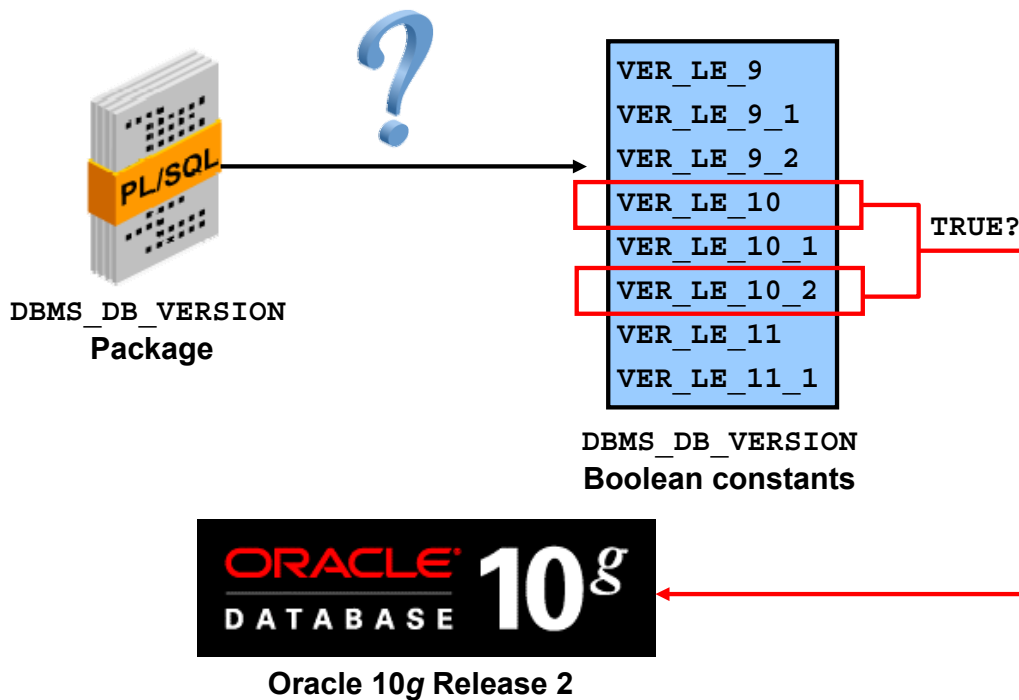 PL/SQL
DBMS_DB_VERSION
Package
VER_LE_9
VER_LE_9_1
VER_LE_9_2
VER_LE_10
VER_LE_10_1
VER_LE_10_2
VER_LE_11
VER_LE_11_1
TRUE?
DBMS_DB_VERSION
Boolean constants
ORACLE®
DATABASE
10g
Oracle 10g Release 2